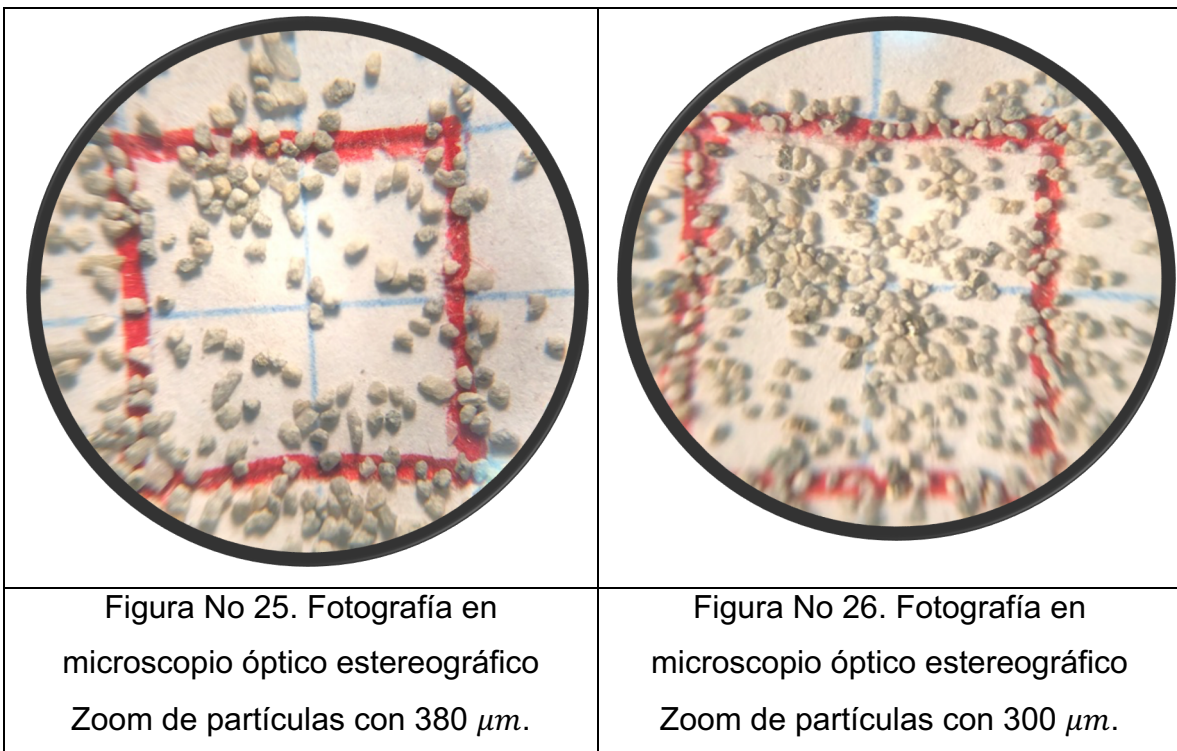 Figura No 25. Fotografía en
microscopio óptico estereográfico
Zoom de partículas con 380 𝜇𝑚.
Figura No 26. Fotografía en
microscopio óptico estereográfico
Zoom de partículas con 300 𝜇𝑚.